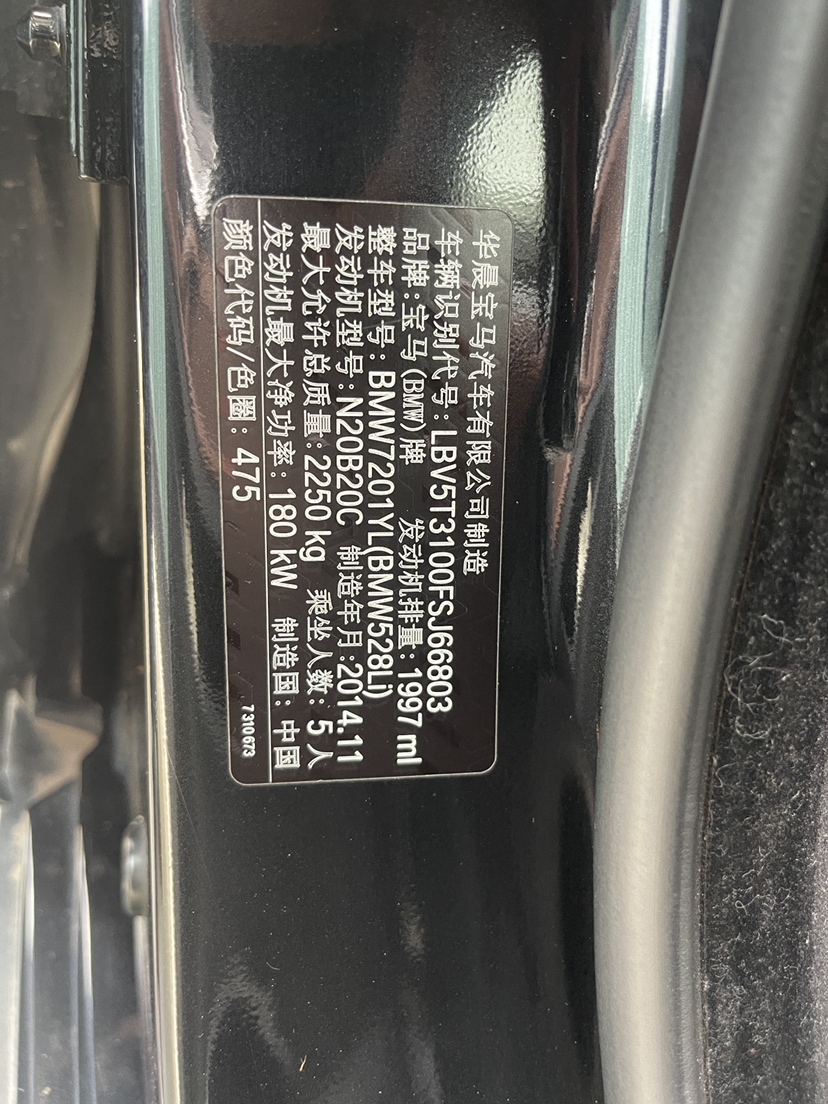 华晨宝马汽车有限公司制造
车辆识别代号: LBV5T3100FSJ66803
品牌:宝马(BMW)牌 发动机排量: 1997 ml
整车型号: BMW7201YL(BMW528Li)
发动机型号:N20B20C 制造年月:2014.11
最大允许总质量:2250 kg 乘坐人数: 5 人
发动机最大净功率: 180 kW 制造国: 中国
颜色代码/色圈: 475
7 310 673